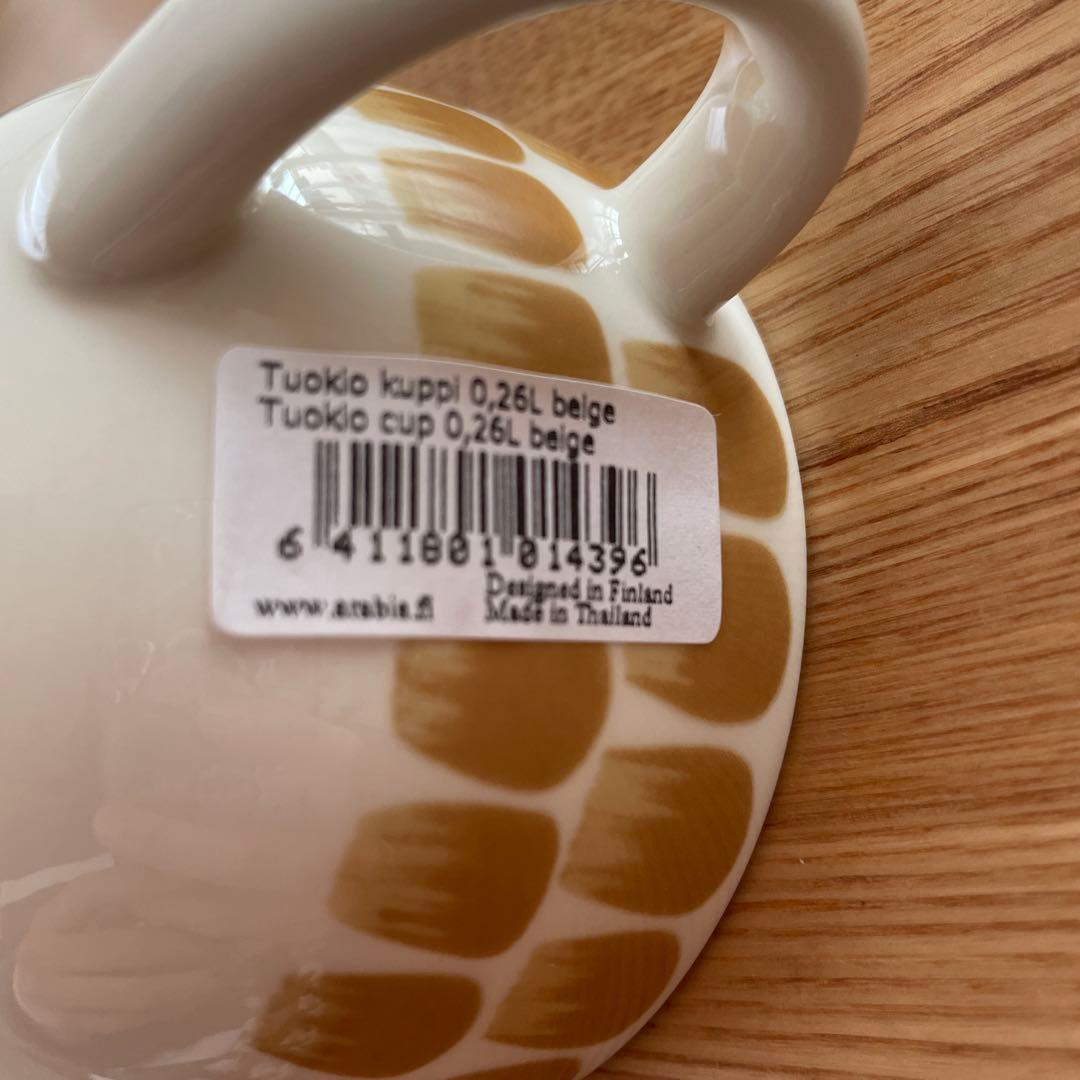 Tuokio kuppi 0,26L beige
Tuokio cup 0,26L beige
6 411801 014396
www.arabia.fi
Designed in Finland
Made in Thailand